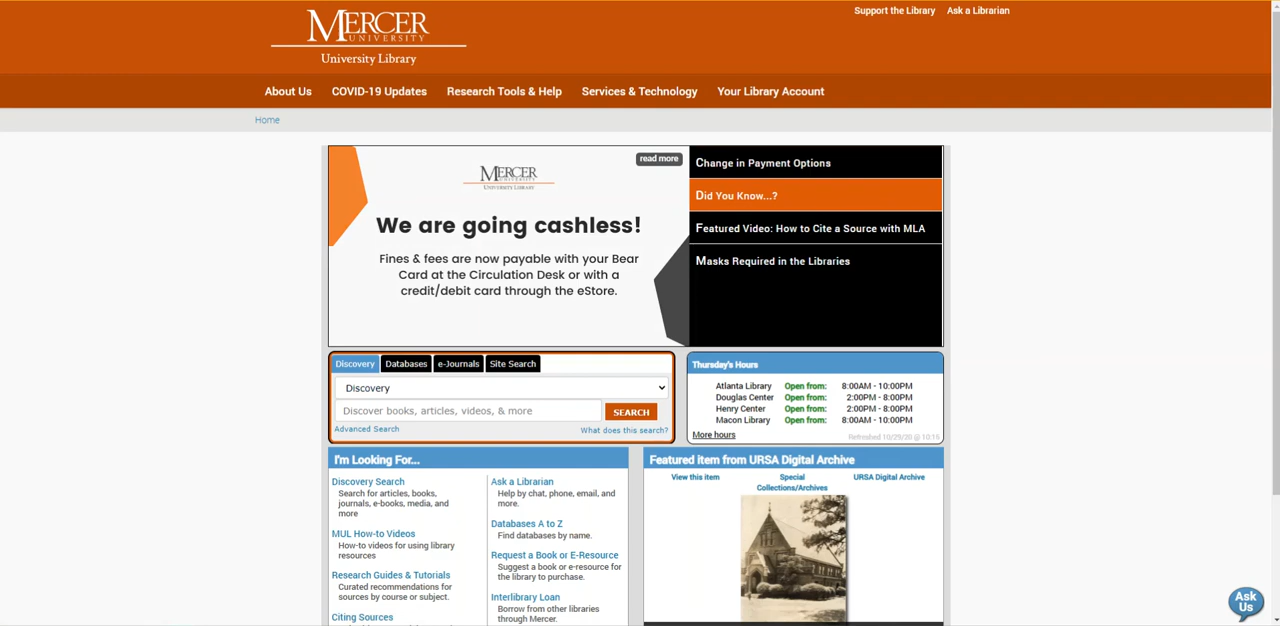 MERCER
UNIVERSITY
University Library
Support the Library
Ask a Librarian
About Us
COVID-19 Updates
Research Tools & Help
Services & Technology
Your Library Account
Home
MERCER
UNIVERSITY LIBRARY
read more
We are going cashless!
Fines & fees are now payable with your Bear
Card at the Circulation Desk or with a
credit/debit card through the eStore.
Change in Payment Options
Did You Know...?
Featured Video: How to Cite a Source with MLA
Masks Required in the Libraries
Discovery
Databases
e-Journals
Site Search
Discovery
Discover books, articles, videos, & more
SEARCH
Advanced Search
What does this search?
Thursday's Hours
Atlanta Library Open from: 8:00AM - 10:00PM
Douglas Center Open from: 2:00PM - 8:00PM
Henry Center Open from: 2:00PM - 8:00PM
Macon Library Open from: 8:00AM - 10:00PM
More hours
Refreshed 10/29/20 @ 10:16
I'm Looking For...
Discovery Search
Search for articles, books,
journals, e-books, media, and
more
MUL How-to Videos
How-to videos for using library
resources
Research Guides & Tutorials
Curated recommendations for
sources by course or subject.
Citing Sources
Ask a Librarian
Help by chat, phone, email, and
more.
Databases A to Z
Find databases by name.
Request a Book or E-Resource
Suggest a book or e-resource for
the library to purchase.
Interlibrary Loan
Borrow from other libraries
through Mercer.
Featured item from URSA Digital Archive
View this item
Special
Collections/Archives
URSA Digital Archive
Ask
Us